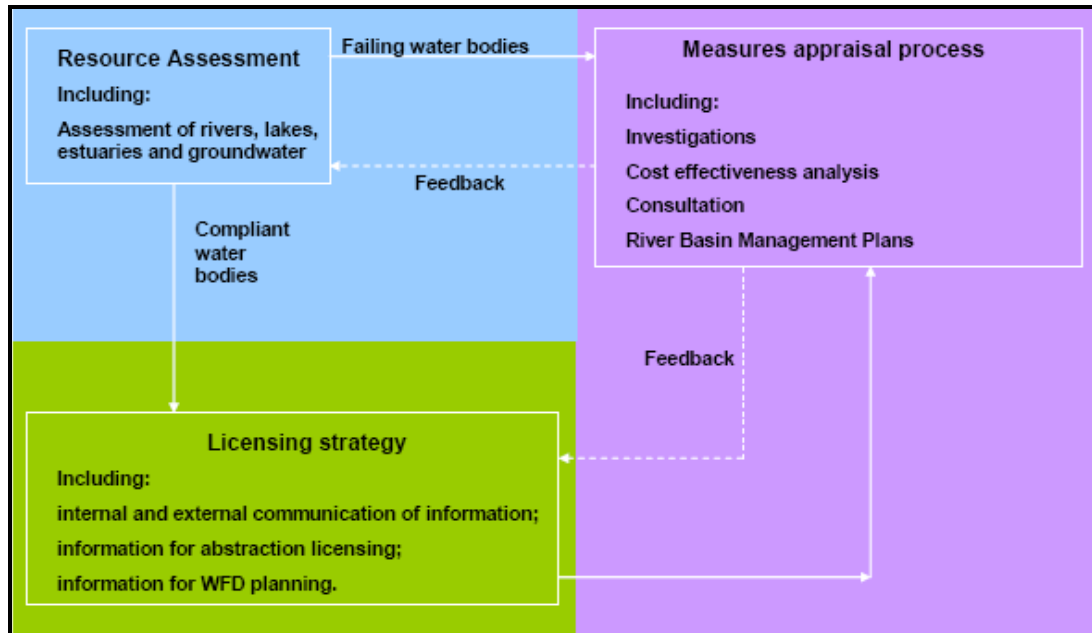 Resource Assessment
Including:
Assessment of rivers, lakes,
estuaries and groundwater
Failing water bodies
Measures appraisal process
Including:
Investigations
Cost effectiveness analysis
Consultation
River Basin Management Plans
Feedback
Compliant
water
bodies
Feedback
Licensing strategy
Including:
internal and external communication of information;
information for abstraction licensing;
information for WFD planning.